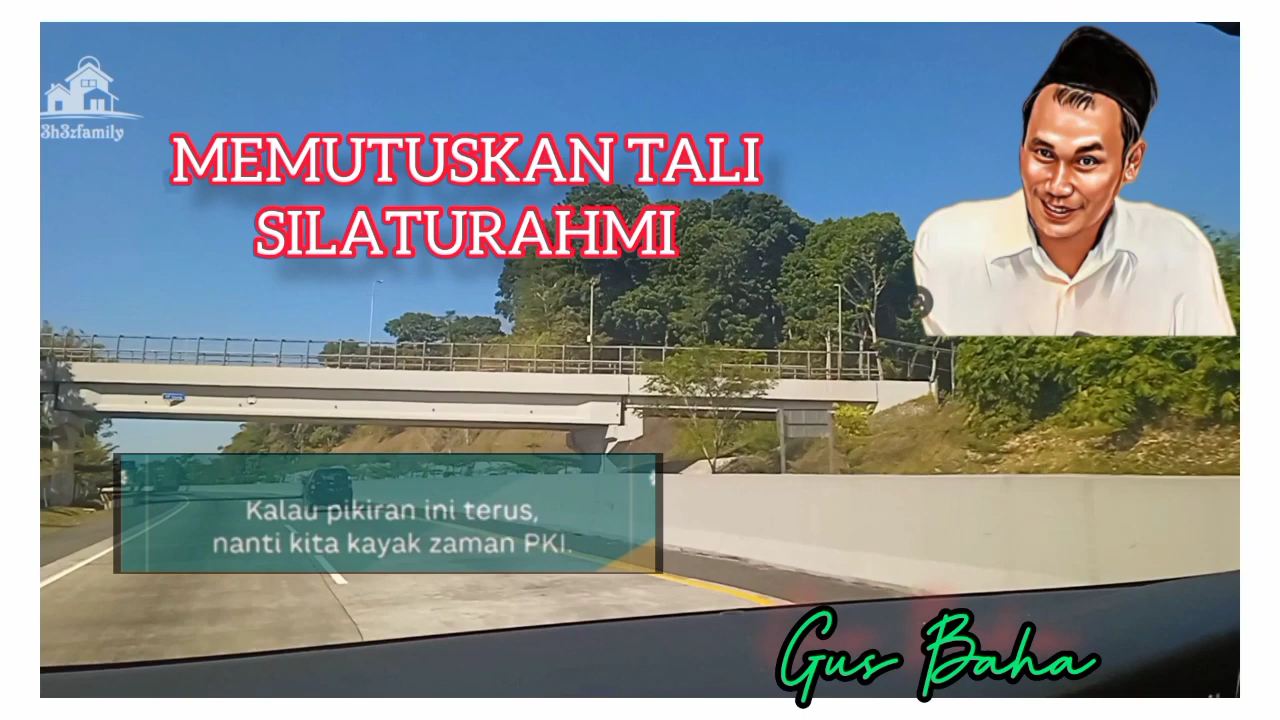 3h3zfamily
MEMUTUSKAN TALI
SILATURAHMI
Kalau pikiran ini terus,
nanti kita kayak zaman PKI.
Gus Baha